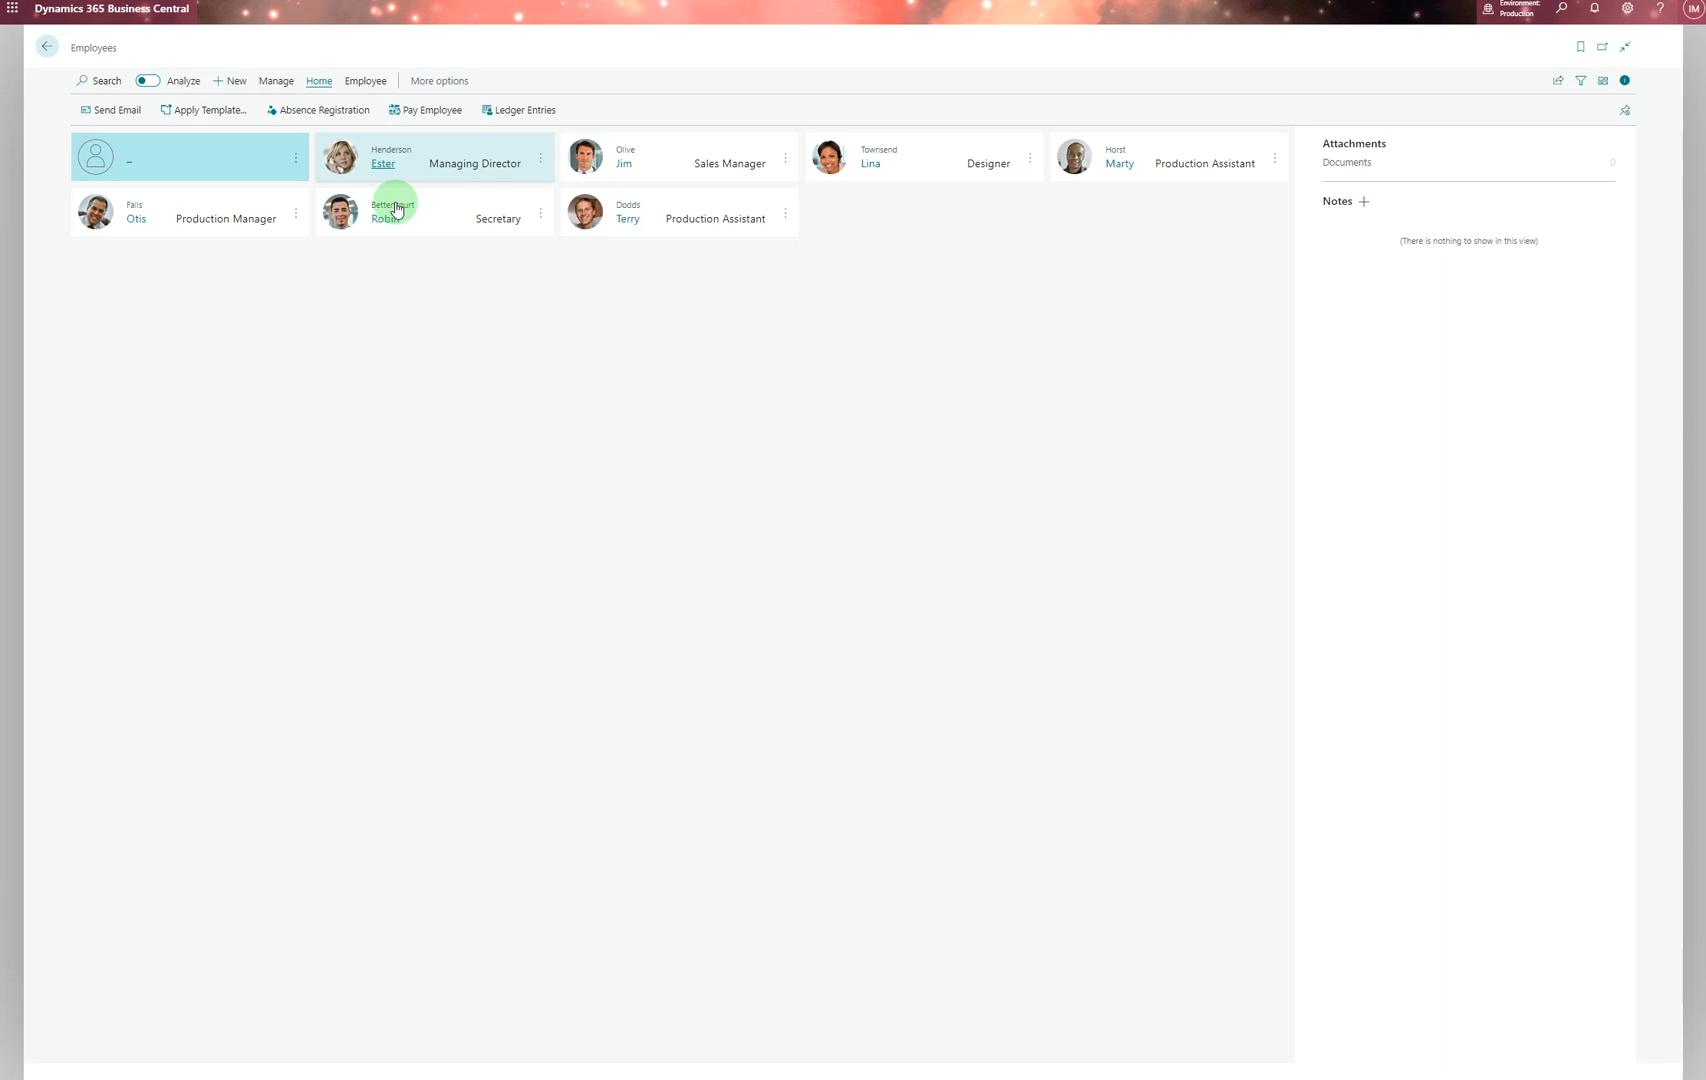 Dynamics 365 Business Central
Environment:
Production
IM
Employees
Search
Analyze
New
Manage
Home
Employee
More options
Send Email
Apply Template...
Absence Registration
Pay Employee
Ledger Entries
Henderson
Ester
Managing Director
Olive
Jim
Sales Manager
Townsend
Lina
Designer
Horst
Marty
Production Assistant
Falls
Otis
Production Manager
Bettencourt
Robin
Secretary
Dodds
Terry
Production Assistant
Attachments
Documents
0
Notes
(There is nothing to show in this view)